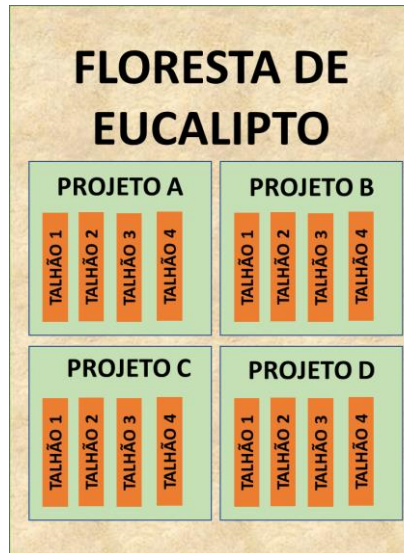 FLORESTA DE
EUCALIPTO
PROJETO A
TALHÃO 1
TALHÃO 2
TALHÃO 3
TALHÃO 4
PROJETO B
TALHÃO 1
TALHÃO 2
TALHÃO 3
TALHÃO 4
PROJETO C
TALHÃO 1
TALHÃO 2
TALHÃO 3
TALHÃO 4
PROJETO D
TALHÃO 1
TALHÃO 2
TALHÃO 3
TALHÃO 4